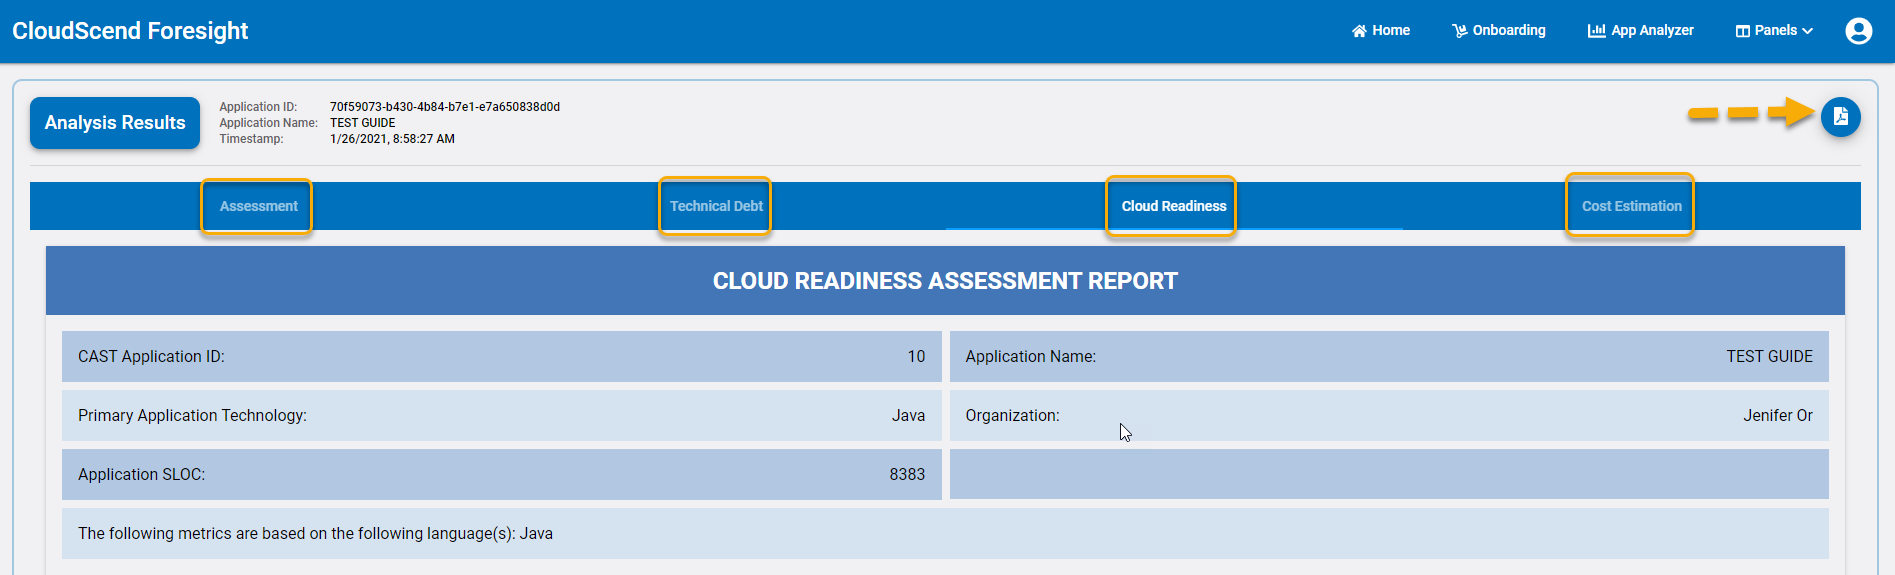 CloudScend Foresight
Home Onboarding App Analyzer Panels
Analysis Results
Application ID: 70f59073-b430-4b84-b7e1-e7a650838d0d
Application Name: TEST GUIDE
Timestamp: 1/26/2021, 8:58:27 AM
Assessment Technical Debt Cloud Readiness Cost Estimation
CLOUD READINESS ASSESSMENT REPORT
CAST Application ID: 10 Application Name: TEST GUIDE
Primary Application Technology: Java Organization: Jenifer Or
Application SLOC: 8383
The following metrics are based on the following language(s): Java